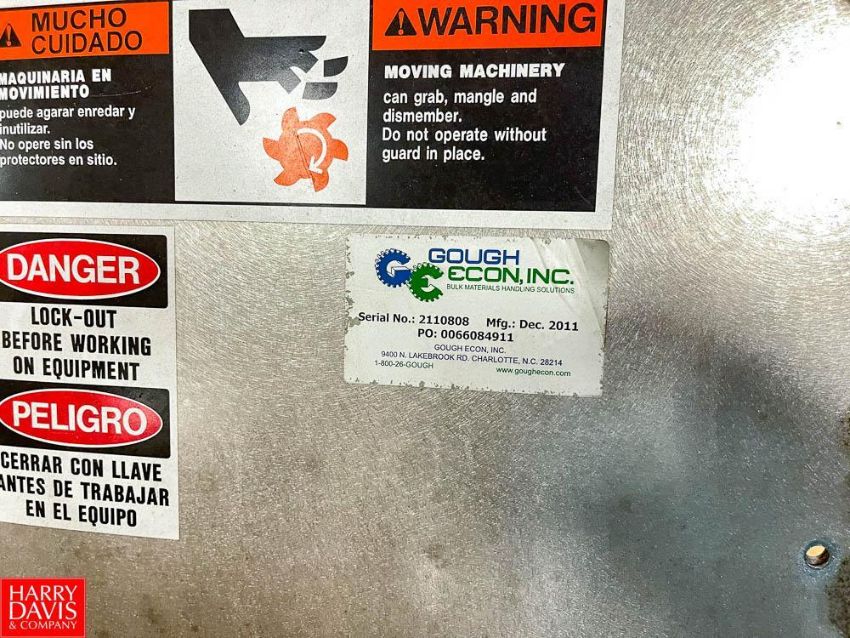 MUCHO
CUIDADO
MAQUINARIA EN
MOVIMIENTO
puede agarar enredar y
inutilizar.
No opere sin los
protectores en sitio.
WARNING
MOVING MACHINERY
can grab, mangle and
dismember.
Do not operate without
guard in place.
DANGER
LOCK-OUT
BEFORE WORKING
ON EQUIPMENT
PELIGRO
CERRAR CON LLAVE
ANTES DE TRABAJAR
EN EL EQUIPO
GOUGH
ECON, INC.
BULK MATERIALS HANDLING SOLUTIONS
Serial No.: 2110808 Mfg.: Dec. 2011
PO: 0066084911
GOUGH ECON, INC.
9400 N. LAKEBROOK RD. CHARLOTTE, N.C. 28214
1-800-26-GOUGH www.goughecon.com
HARRY
DAVIS
& COMPANY